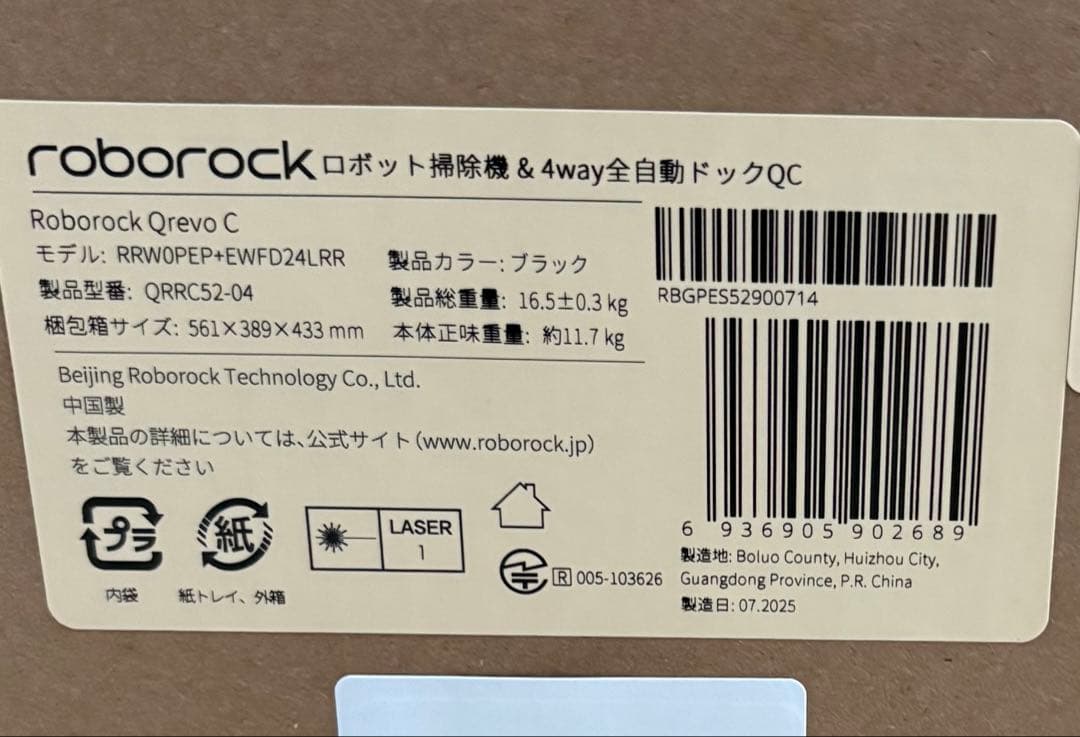 roborock ロボット掃除機 & 4way全自動ドックQC
Roborock Qrevo C
モデル: RRW0PEP+EWFD24LRR
製品カラー: ブラック
製品型番: QRRC52-04
製品総重量: 16.5±0.3 kg
梱包箱サイズ: 561×389×433 mm
本体正味重量: 約11.7 kg
RBGPES52900714
Beijing Roborock Technology Co., Ltd.
中国製
本製品の詳細については、公式サイト(www.roborock.jp)
をご覧ください
6 936905 902689
プラ
内袋
紙
紙トレイ、外箱
LASER
1
R 005-103626
製造地: Boluo County, Huizhou City,
Guangdong Province, P.R. China
製造日: 07.2025